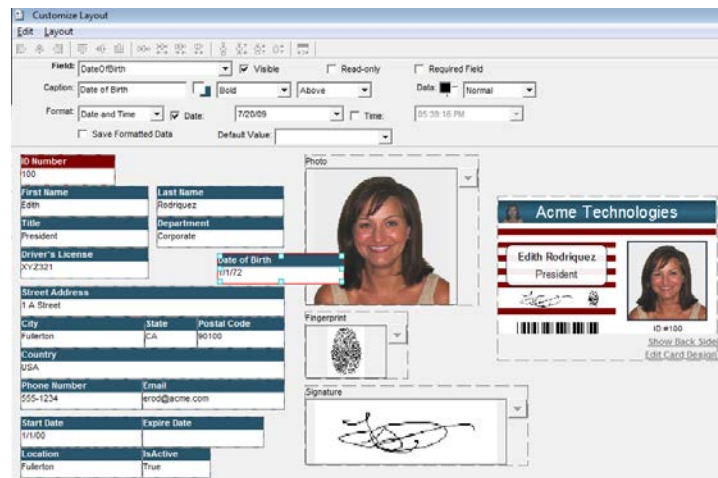 Customize Layout
Edit Layout
Field: DateOfBirth Visible Read-only Required Field
Caption: Date of Birth Bold Above Data: Normal
Format: Date and Time Date: 7/20/09 Time: 05:39:16 PM
Save Formatted Data Default Value:
ID Number
100
First Name Last Name
Edith Rodriquez
Title Department
President Corporate
Driver's License
XYZ321
Date of Birth
1/1/72
Street Address
1 A Street
City State Postal Code
Fullerton CA 90100
Country
USA
Phone Number Email
555-1234 erod@acme.com
Start Date Expire Date
1/1/00
Location IsActive
Fullerton True
Photo
Fingerprint
Signature
Acme Technologies
Edith Rodriquez
President
ID #100
Show Back Side
Edit Card Design